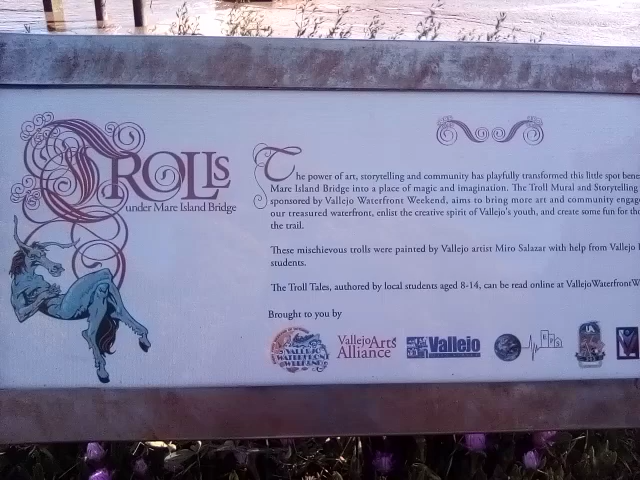 TROLLS
under Mare Island Bridge
The power of art, storytelling and community has playfully transformed this little spot bene
Mare Island Bridge into a place of magic and imagination. The Troll Mural and Storytelling
sponsored by Vallejo Waterfront Weekend, aims to bring more art and community engage
our treasured waterfront, enlist the creative spirit of Vallejo's youth, and create some fun for tho
the trail.
These mischievous trolls were painted by Vallejo artist Miro Salazar with help from Vallejo
students.
The Troll Tales, authored by local students aged 8-14, can be read online at VallejoWaterfrontW
Brought to you by
VALLEJO
WATERFRONT
WEEKEND
VallejoArts
Alliance
Vallejo